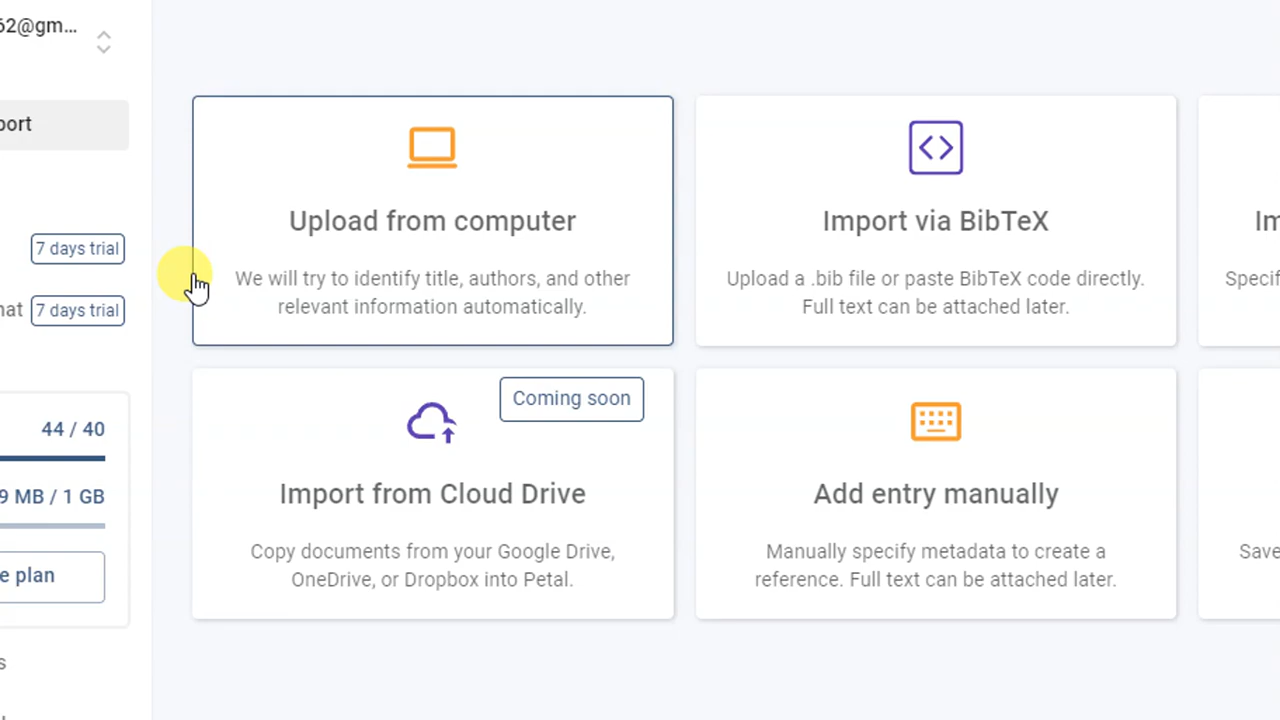 62@gm...
port
7 days trial
hat 7 days trial
44 / 40
9 MB / 1 GB
e plan
s
Upload from computer
We will try to identify title, authors, and other
relevant information automatically.
Import via BibTeX
Upload a .bib file or paste BibTeX code directly.
Full text can be attached later.
Im
Specif
Coming soon
Import from Cloud Drive
Copy documents from your Google Drive,
OneDrive, or Dropbox into Petal.
Add entry manually
Manually specify metadata to create a
reference. Full text can be attached later.
Save